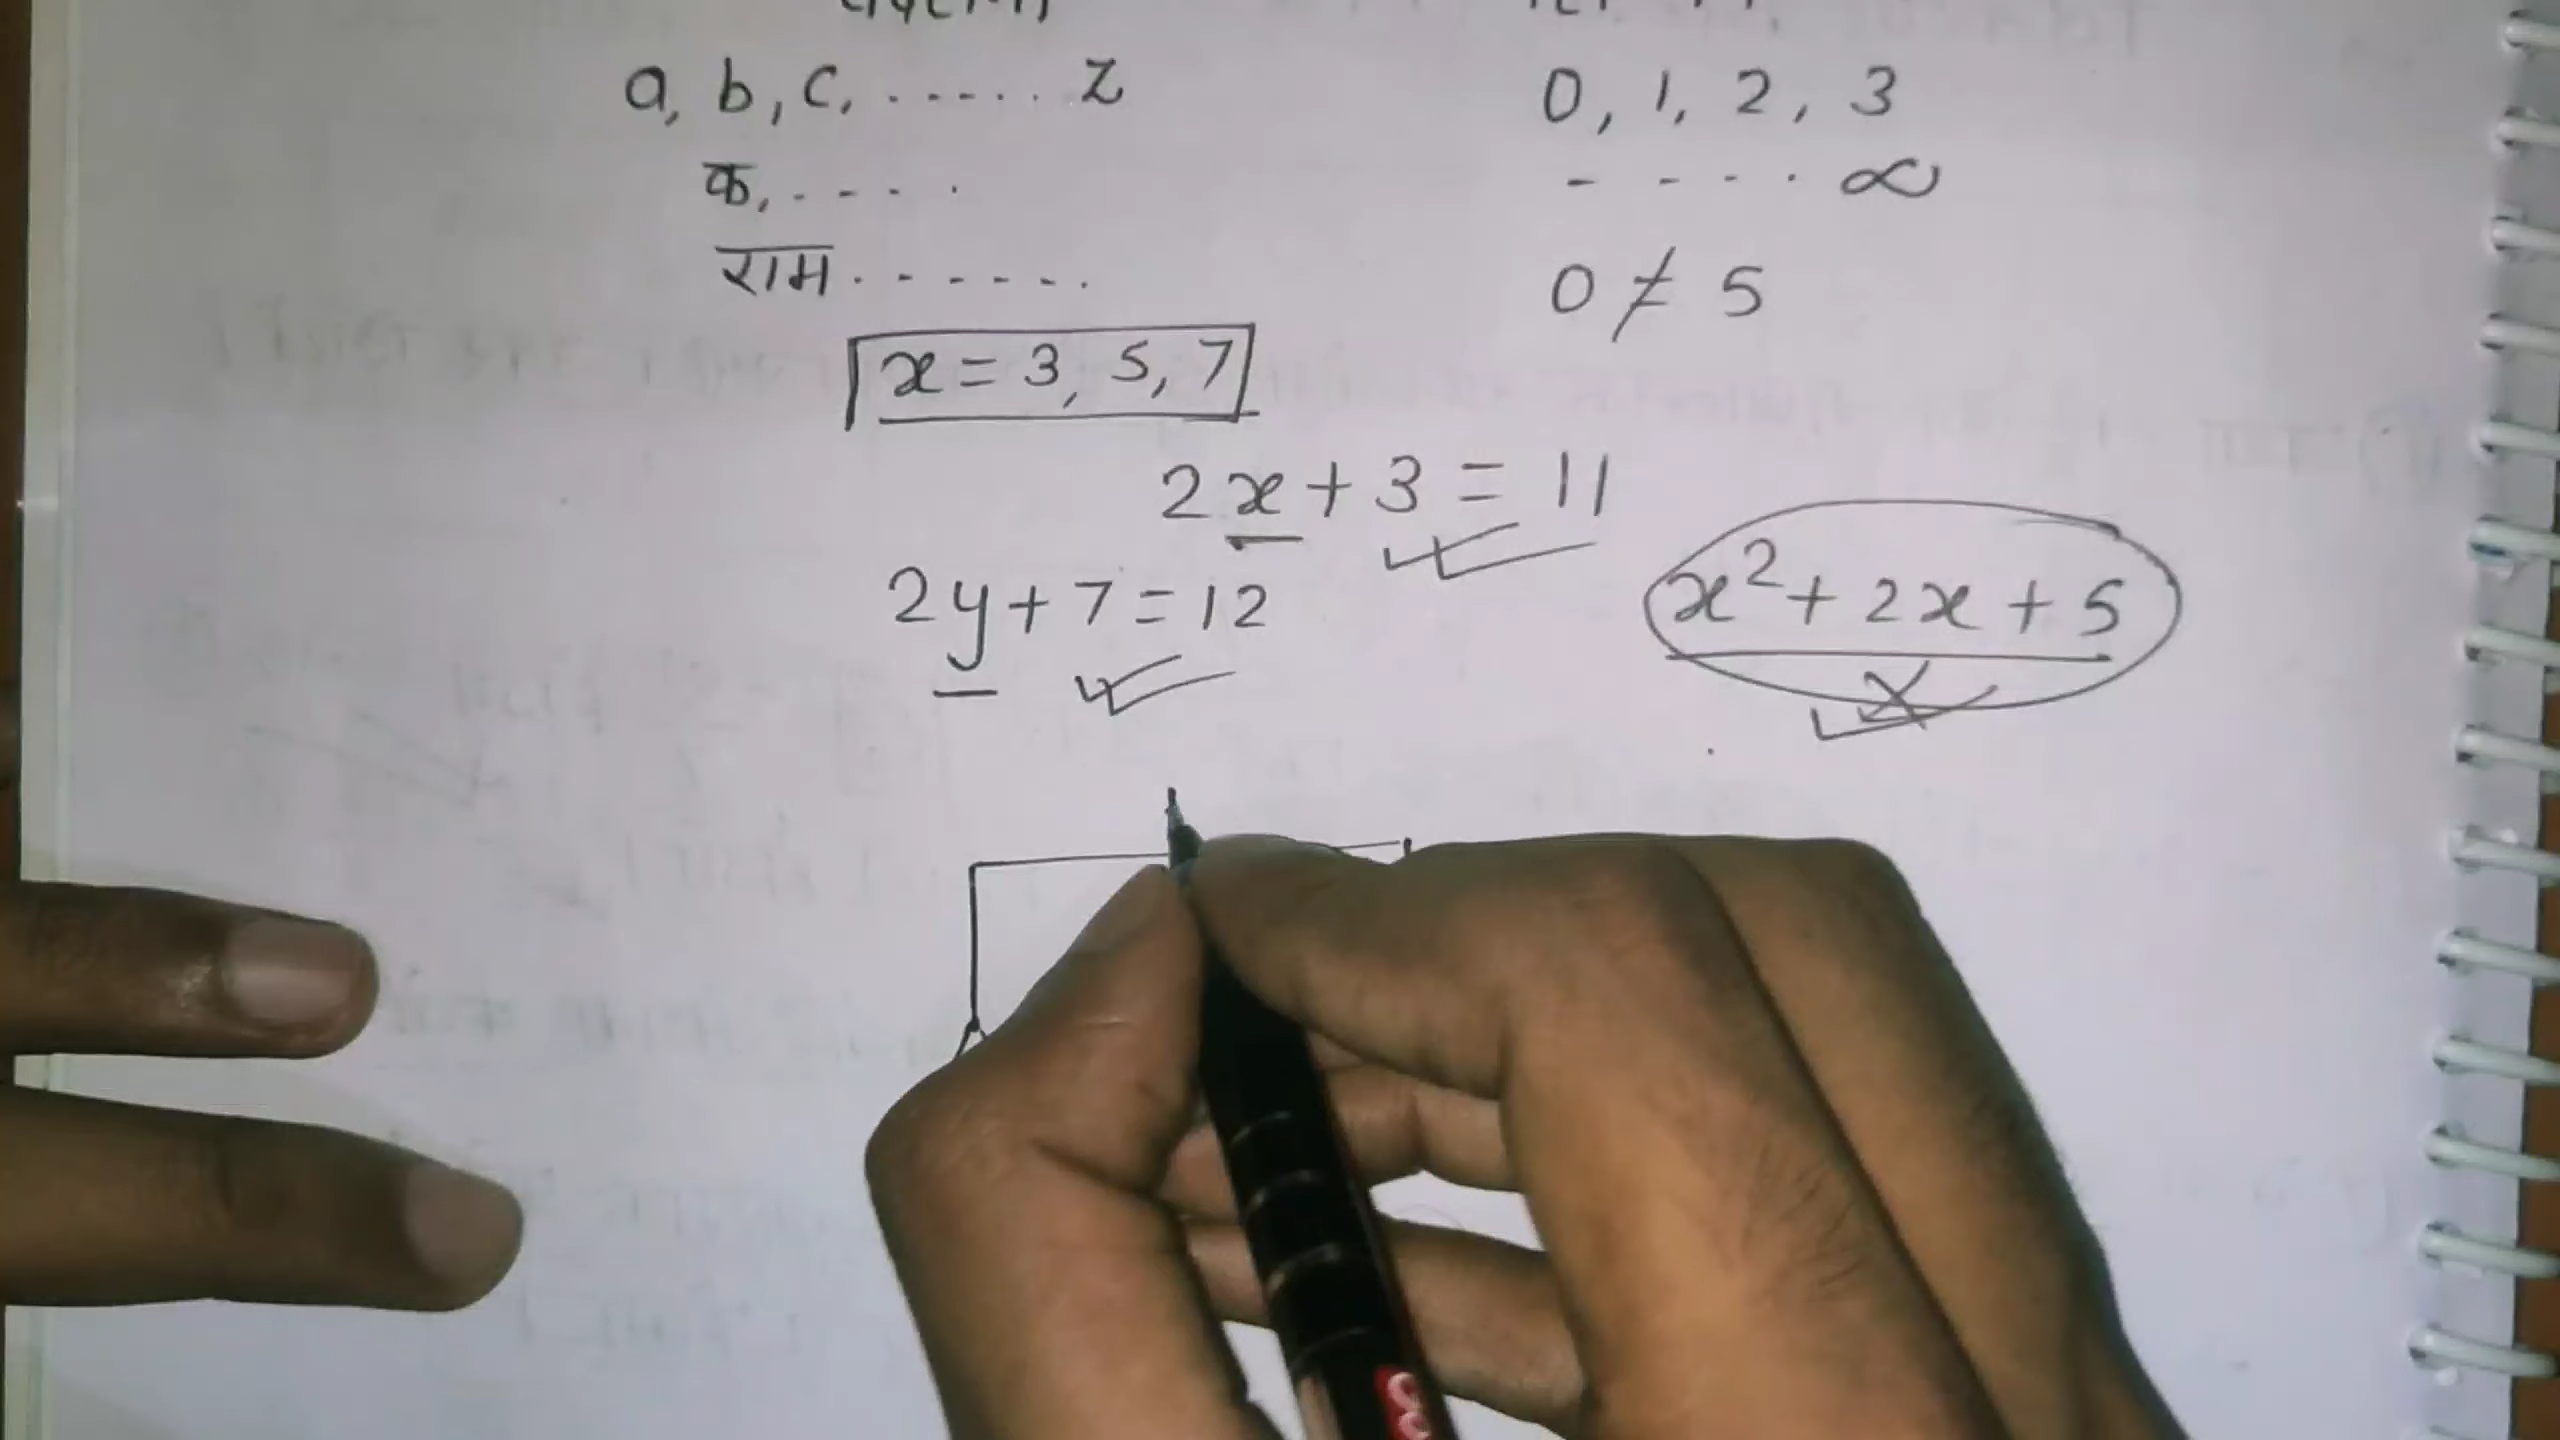 a, b, c, ...... z
0, 1, 2, 3
क, ....
- - - . ∞
राम .......
0 ≠ 5
x = 3, 5, 7
2x + 3 = 11
2y + 7 = 12
x² + 2x + 5